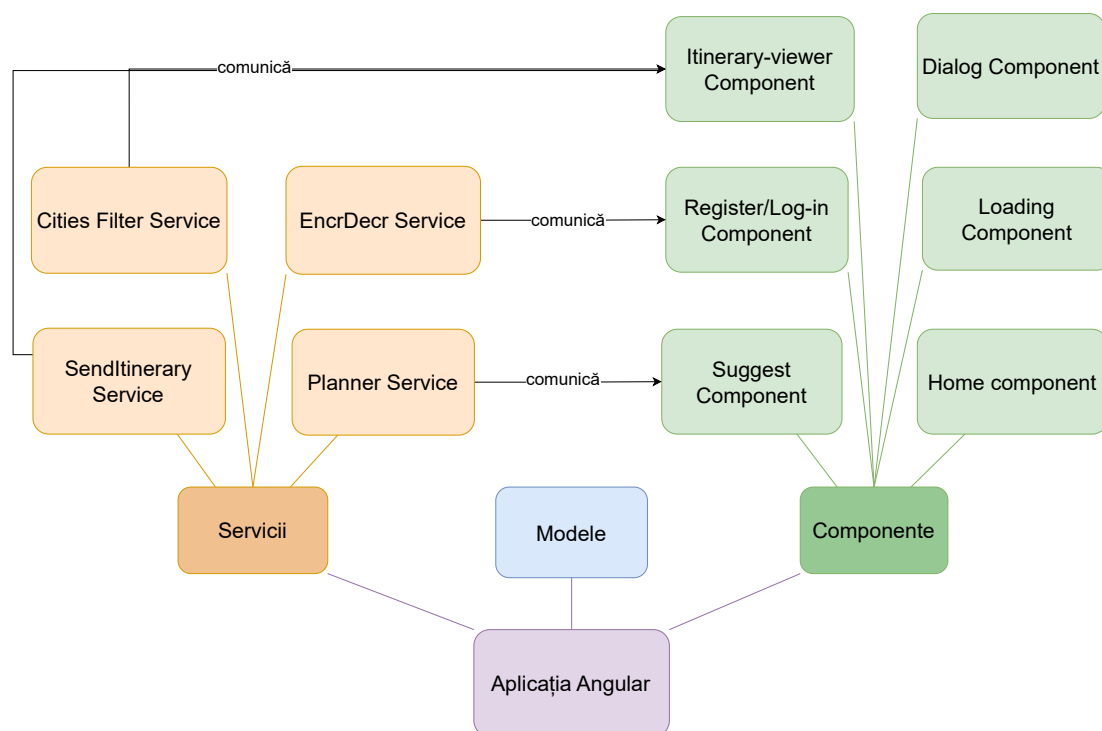 Itinerary-viewer
Component
Dialog Component
comunică
Cities Filter Service
EncrDecr Service
comunică
Register/Log-in
Component
Loading
Component
SendItinerary
Service
Planner Service
comunică
Suggest
Component
Home component
Servicii
Modele
Componente
Aplicația Angular